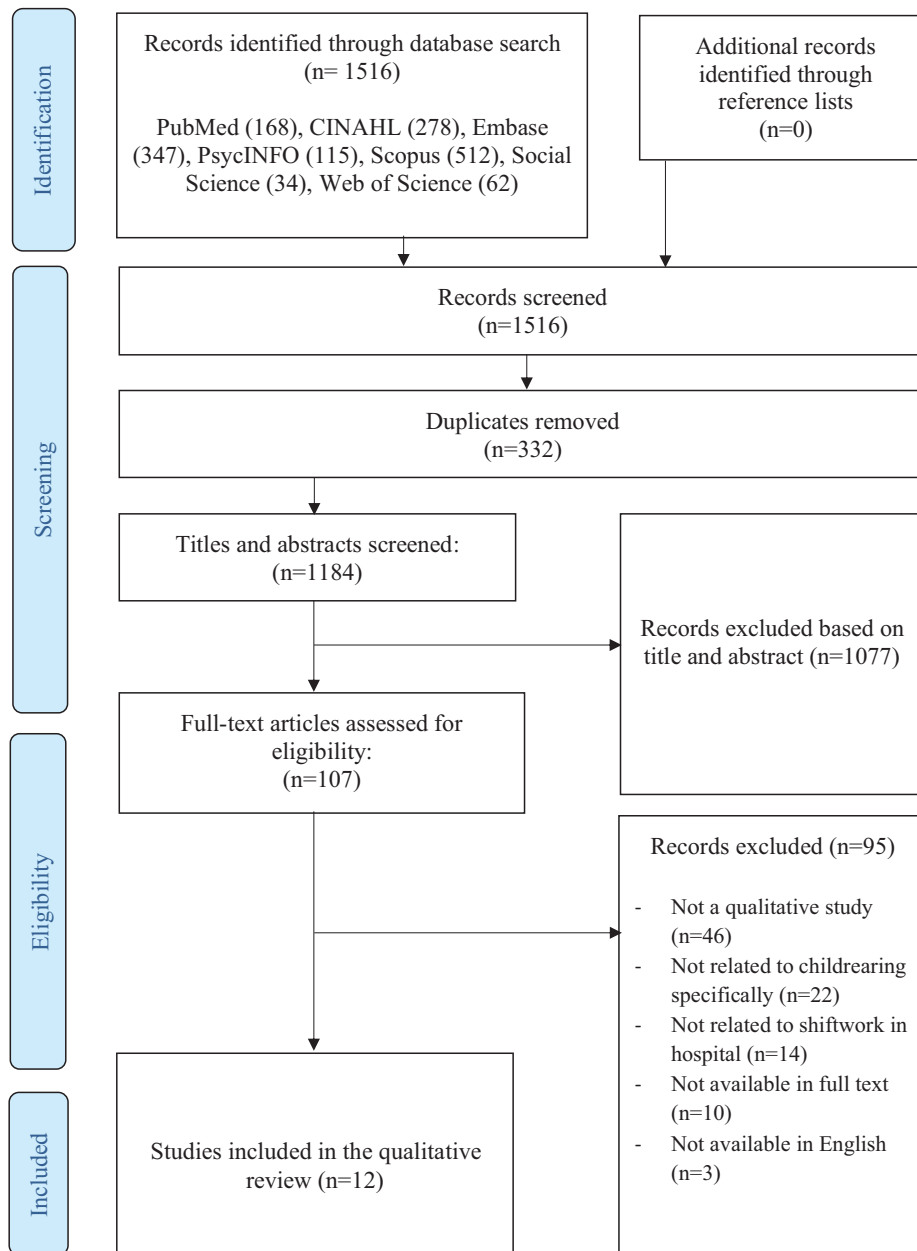 Identification
Records identified through database search
(n= 1516)
PubMed (168), CINAHL (278), Embase
(347), PsycINFO (115), Scopus (512), Social
Science (34), Web of Science (62)
Additional records
identified through
reference lists
(n=0)
Screening
Records screened
(n=1516)
Duplicates removed
(n=332)
Titles and abstracts screened:
(n=1184)
Records excluded based on
title and abstract (n=1077)
Full-text articles assessed for
eligibility:
(n=107)
Eligibility
Records excluded (n=95)
- Not a qualitative study
(n=46)
- Not related to childrearing
specifically (n=22)
- Not related to shiftwork in
hospital (n=14)
- Not available in full text
(n=10)
- Not available in English
(n=3)
Included
Studies included in the qualitative
review (n=12)